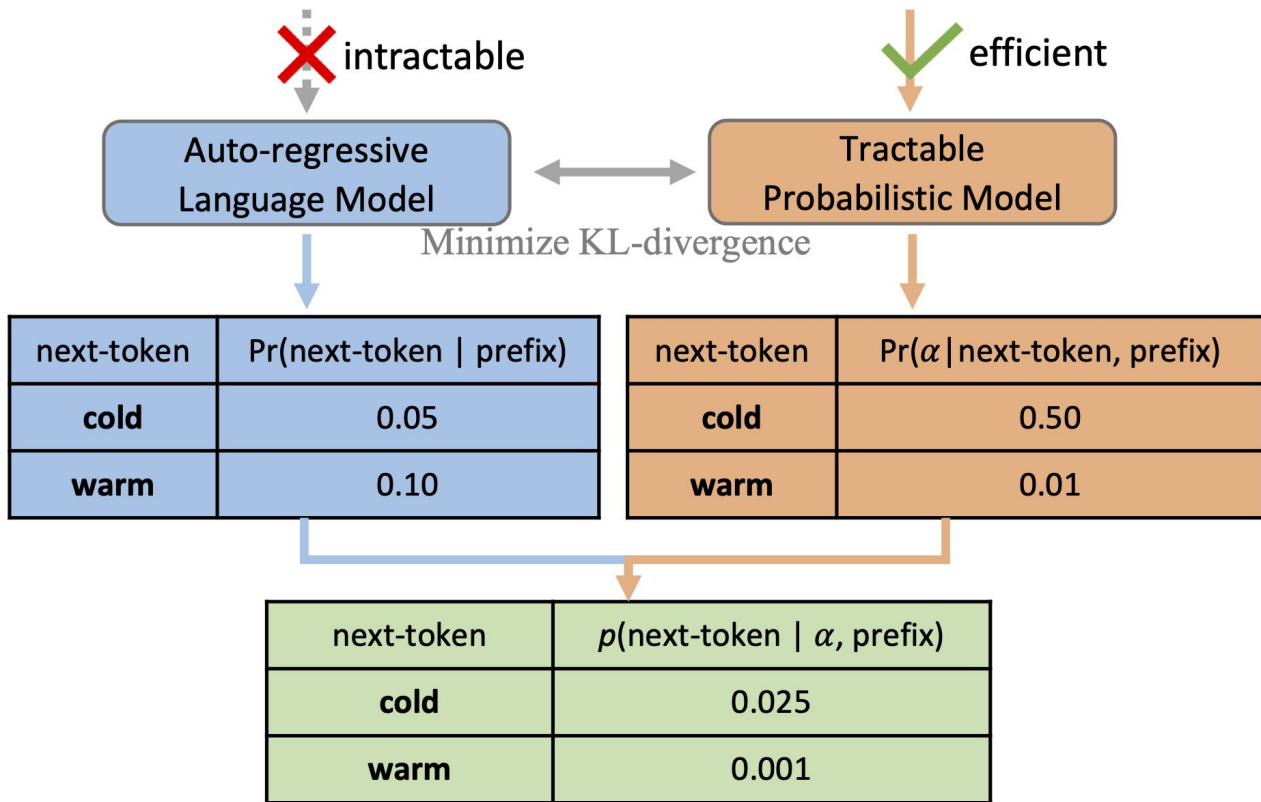 intractable
efficient
Auto-regressive
Language Model
Tractable
Probabilistic Model
Minimize KL-divergence
next-token Pr(next-token | prefix)
cold 0.05
warm 0.10
next-token Pr(α|next-token, prefix)
cold 0.50
warm 0.01
next-token p(next-token | α, prefix)
cold 0.025
warm 0.001